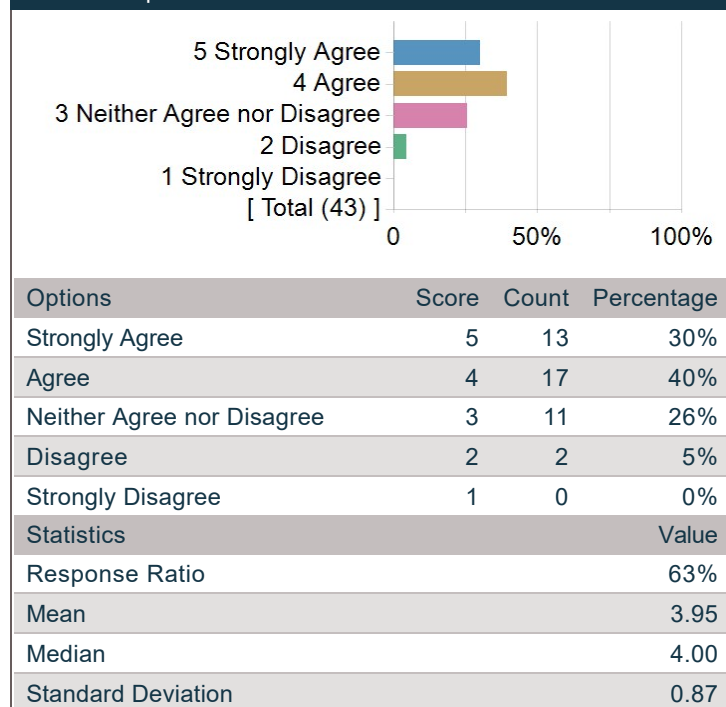 5 Strongly Agree
4 Agree
3 Neither Agree nor Disagree
2 Disagree
1 Strongly Disagree
[ Total (43) ]
0 50% 100%
Options Score Count Percentage
Strongly Agree 5 13 30%
Agree 4 17 40%
Neither Agree nor Disagree 3 11 26%
Disagree 2 2 5%
Strongly Disagree 1 0 0%
Statistics Value
Response Ratio 63%
Mean 3.95
Median 4.00
Standard Deviation 0.87